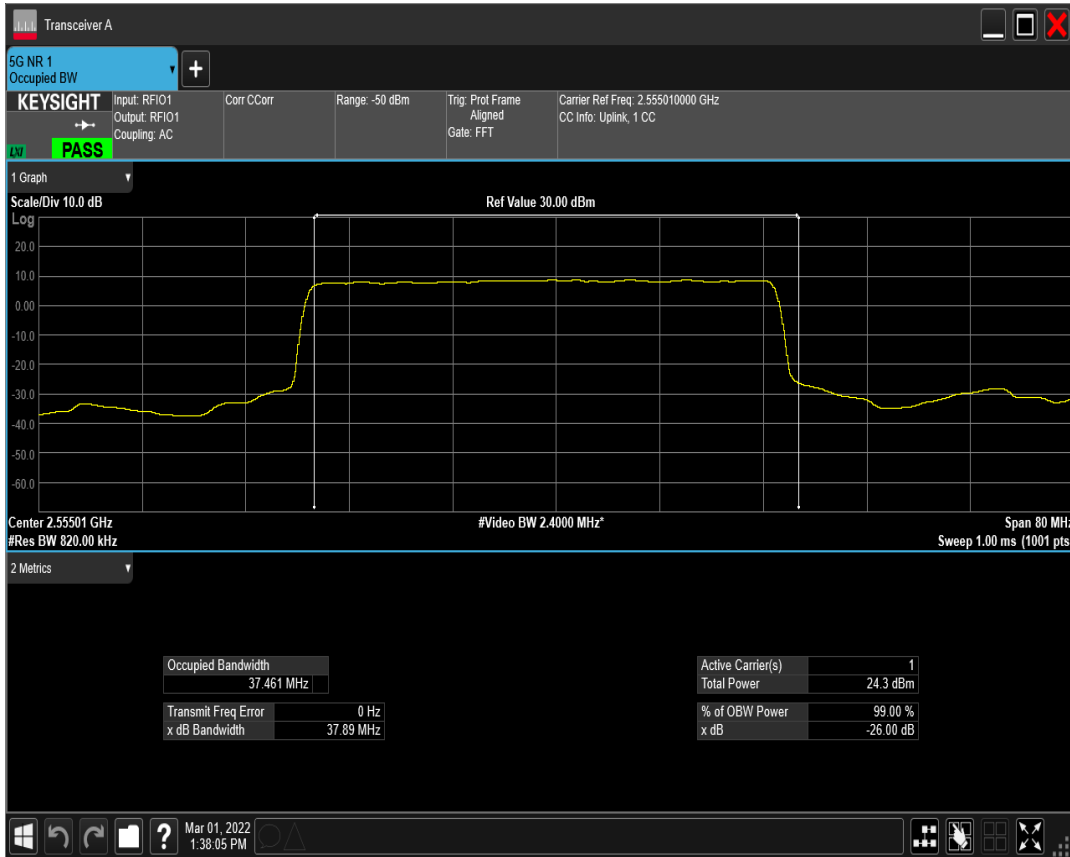 Transceiver A
5G NR 1
Occupied BW
+
KEYSIGHT
LXI
PASS
Input: RFIO1
Output: RFIO1
Coupling: AC
Corr CCorr
Range: -50 dBm
Trig: Prot Frame
Aligned
Gate: FFT
Carrier Ref Freq: 2.555010000 GHz
CC Info: Uplink, 1 CC
1 Graph
Scale/Div 10.0 dB
Ref Value 30.00 dBm
Log
20.0
10.0
0.00
-10.0
-20.0
-30.0
-40.0
-50.0
-60.0
Center 2.55501 GHz
#Video BW 2.4000 MHz*
Span 80 MHz
#Res BW 820.00 kHz
Sweep 1.00 ms (1001 pts
2 Metrics
Occupied Bandwidth
37.461 MHz
Transmit Freq Error 0 Hz
x dB Bandwidth 37.89 MHz
Active Carrier(s) 1
Total Power 24.3 dBm
% of OBW Power 99.00 %
x dB -26.00 dB
?
Mar 01, 2022
1:38:05 PM